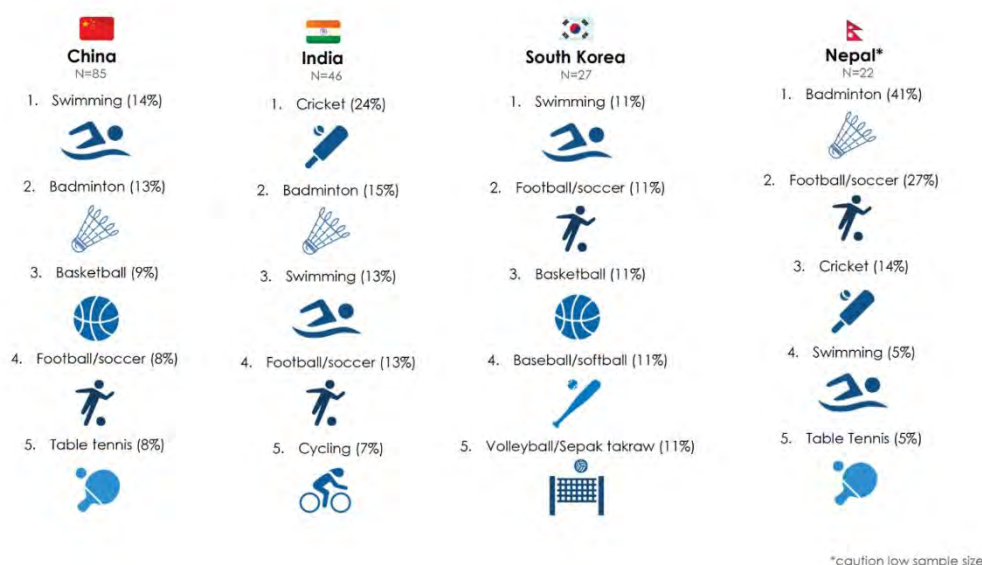 China
N=85
1. Swimming (14%)
2. Badminton (13%)
3. Basketball (9%)
4. Football/soccer (8%)
5. Table tennis (8%)
India
N=46
1. Cricket (24%)
2. Badminton (15%)
3. Swimming (13%)
4. Football/soccer (13%)
5. Cycling (7%)
South Korea
N=27
1. Swimming (11%)
2. Football/soccer (11%)
3. Basketball (11%)
4. Baseball/softball (11%)
5. Volleyball/Sepak takraw (11%)
Nepal*
N=22
1. Badminton (41%)
2. Football/soccer (27%)
3. Cricket (14%)
4. Swimming (5%)
5. Table Tennis (5%)
*caution low sample size